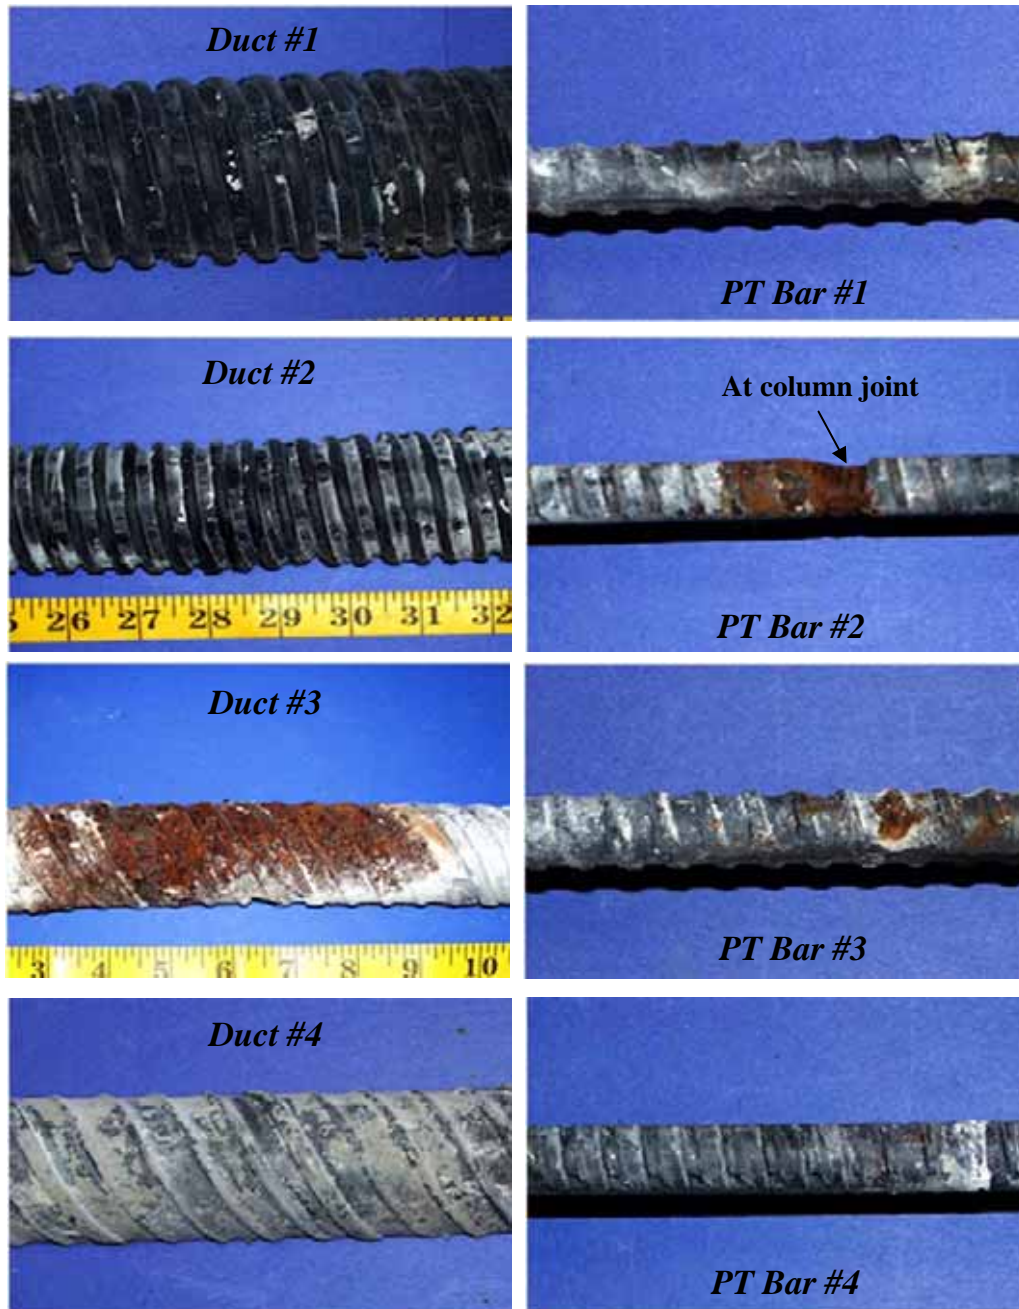 Duct #1
PT Bar #1
Duct #2
At column joint
PT Bar #2
26 27 28 29 30 31 32
Duct #3
PT Bar #3
3 4 5 6 7 8 9 10
Duct #4
PT Bar #4